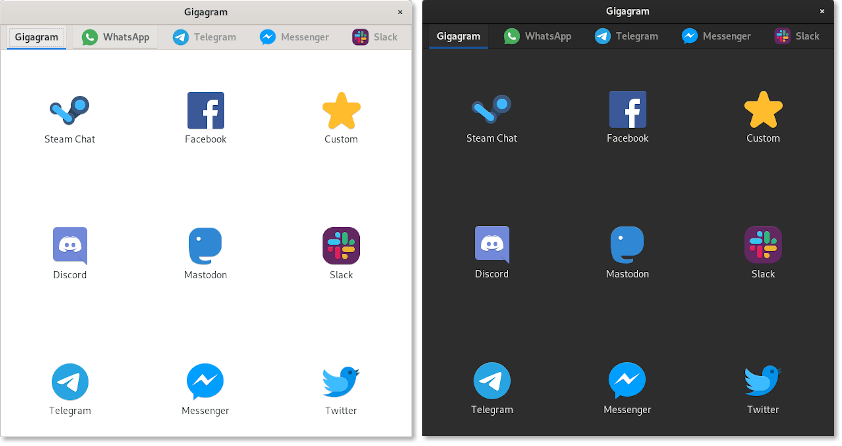 Gigagram
×
Gigagram WhatsApp Telegram Messenger Slack
Steam Chat Facebook Custom
Discord Mastodon Slack
Telegram Messenger Twitter
Gigagram
×
Gigagram WhatsApp Telegram Messenger Slack
Steam Chat Facebook Custom
Discord Mastodon Slack
Telegram Messenger Twitter